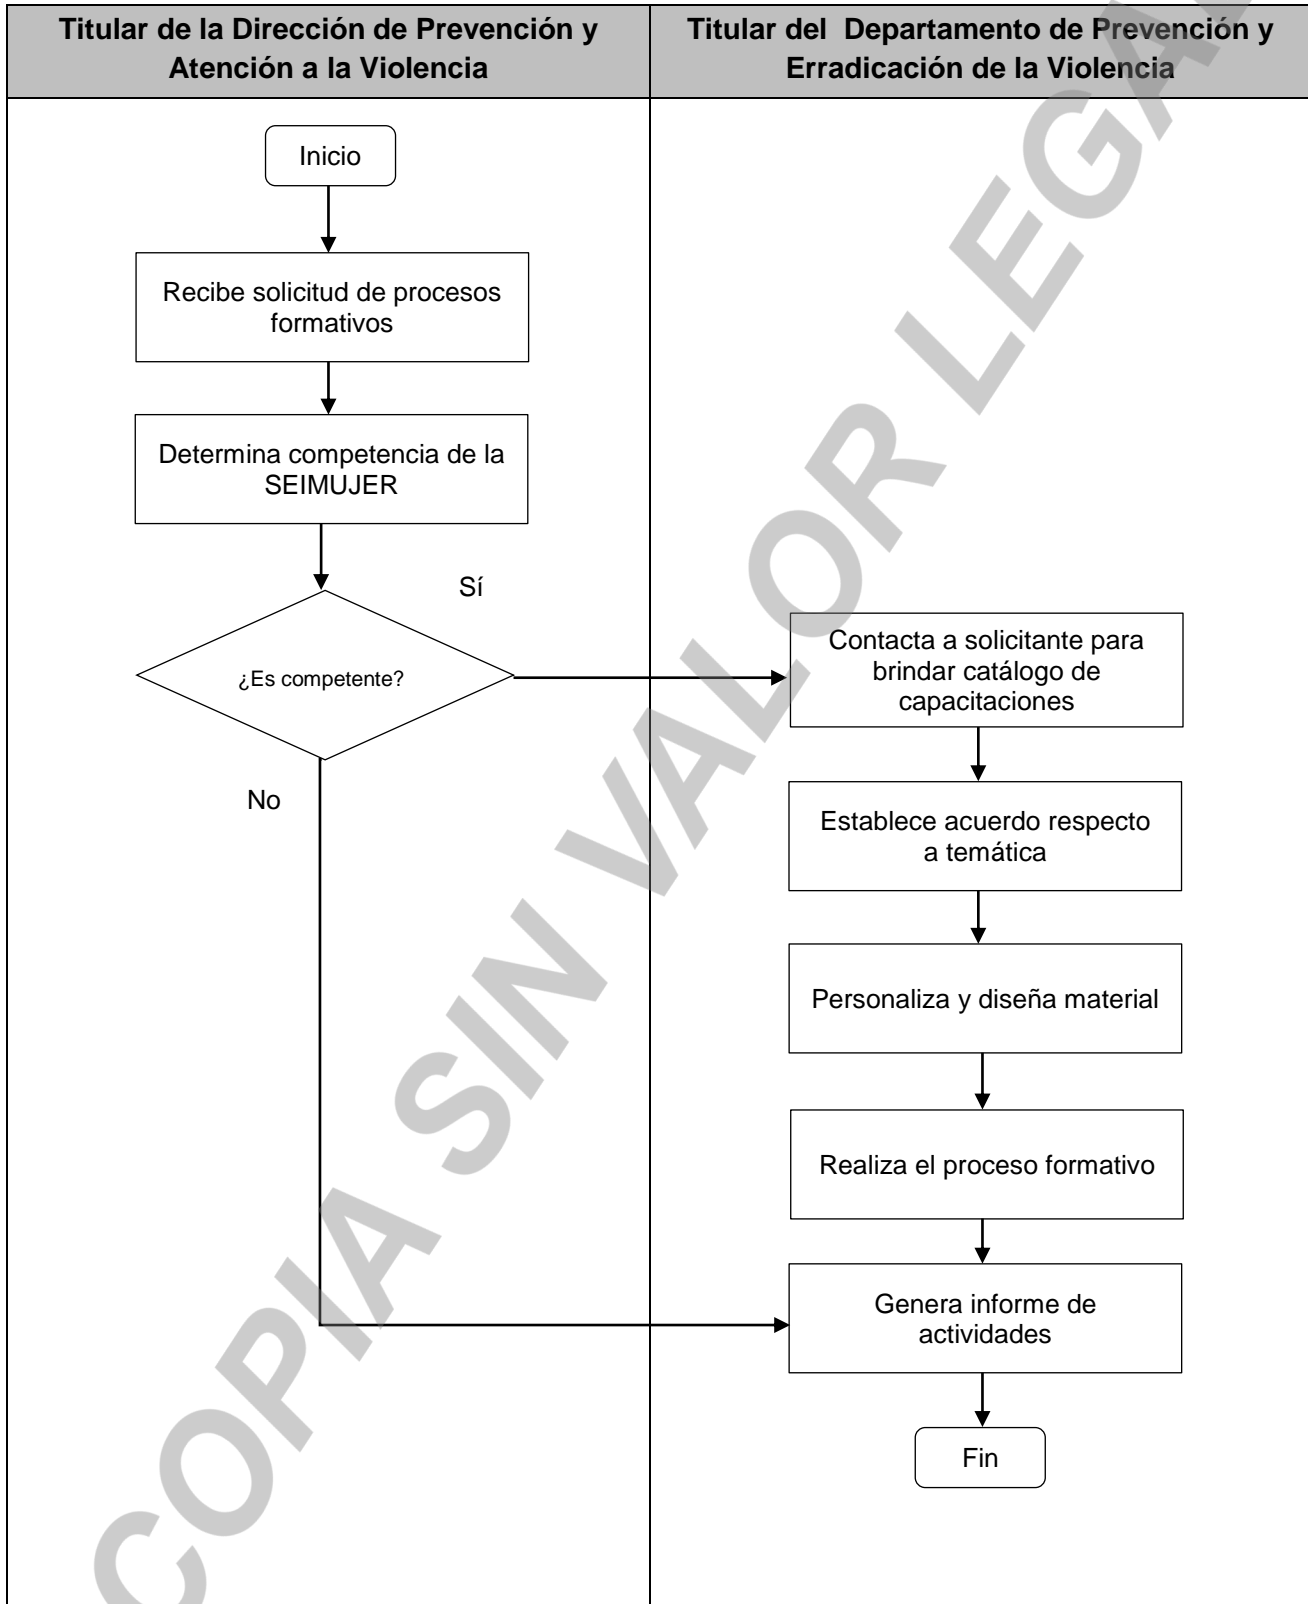 Titular de la Dirección de Prevención y
Atención a la Violencia
Titular del Departamento de Prevención y
Erradicación de la Violencia
Inicio
Recibe solicitud de procesos
formativos
Determina competencia de la
SEIMUJER
Sí
¿Es competente?
No
Contacta a solicitante para
brindar catálogo de
capacitaciones
Establece acuerdo respecto
a temática
Personaliza y diseña material
Realiza el proceso formativo
Genera informe de
actividades
Fin
COPIA SIN VALOR LEGAL